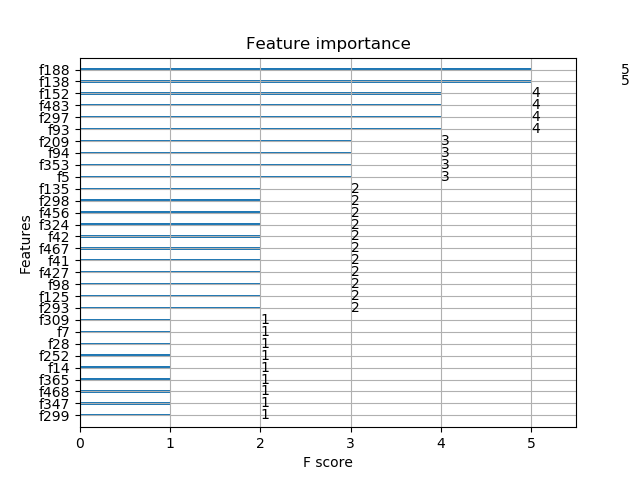 Feature importance
f188 5
f138 5
f152 4
f483 4
f297 4
f93 4
f209 3
f94 3
f353 3
f5 3
f135 2
f298 2
f456 2
f324 2
f42 2
f467 2
f41 2
f427 2
f98 2
f125 2
f293 2
f309 1
f7 1
f28 1
f252 1
f14 1
f365 1
f468 1
f347 1
f299 1
0 1 2 3 4 5
F score
Features